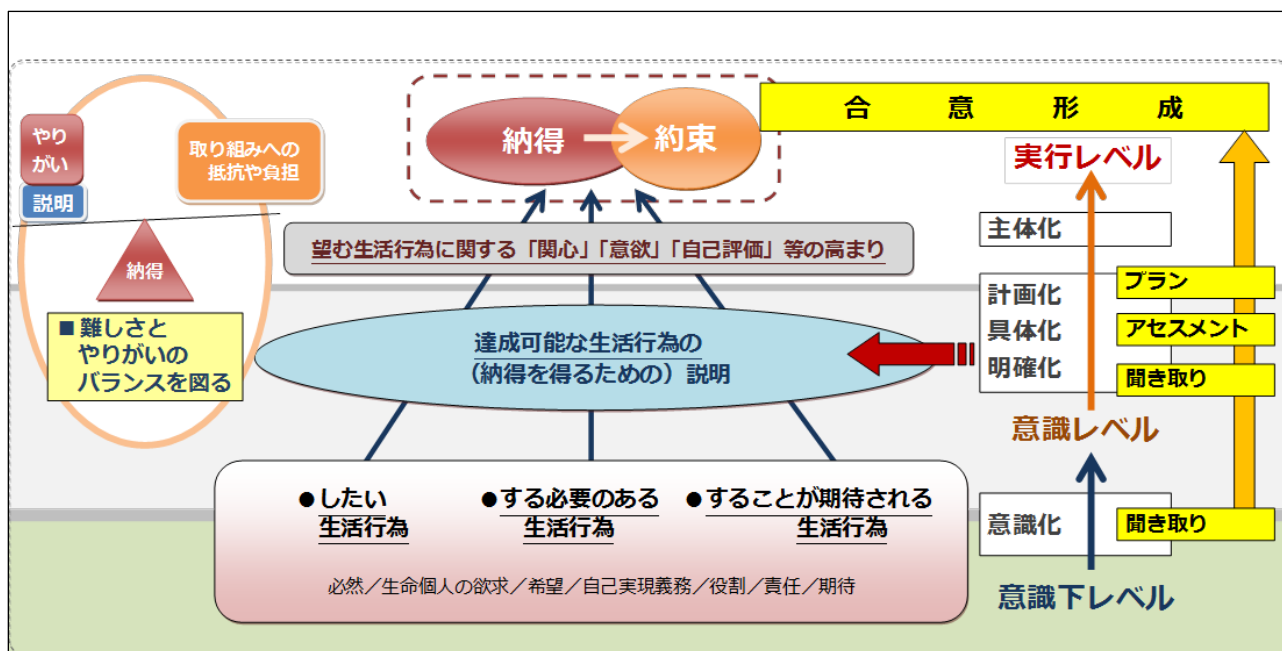 合意形成
やり
がい
説明
取り組みへの
抵抗や負担
納得
■ 難しさと
やりがいの
バランスを図る
納得
約束
望む生活行為に関する「関心」「意欲」「自己評価」等の高まり
達成可能な生活行為の
（納得を得るための）説明
●したい
生活行為
●する必要のある
生活行為
●することが期待される
生活行為
必然／生命個人の欲求／希望／自己実現義務／役割／責任／期待
実行レベル
主体化
計画化
具体化
明確化
プラン
アセスメント
聞き取り
意識レベル
意識化
聞き取り
意識下レベル